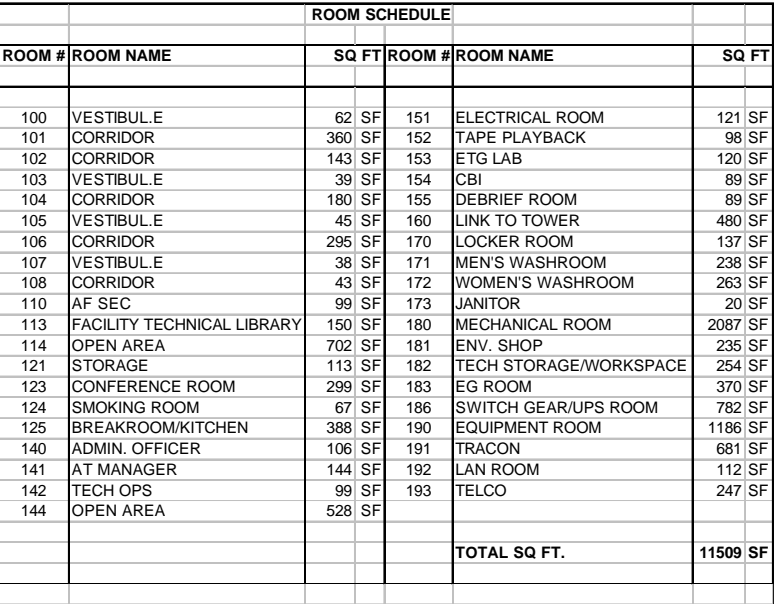 ROOM SCHEDULE
ROOM # ROOM NAME SQ FT ROOM # ROOM NAME SQ FT
100 VESTIBUL.E 62 SF 151 ELECTRICAL ROOM 121 SF
101 CORRIDOR 360 SF 152 TAPE PLAYBACK 98 SF
102 CORRIDOR 143 SF 153 ETG LAB 120 SF
103 VESTIBUL.E 39 SF 154 CBI 89 SF
104 CORRIDOR 180 SF 155 DEBRIEF ROOM 89 SF
105 VESTIBUL.E 45 SF 160 LINK TO TOWER 480 SF
106 CORRIDOR 295 SF 170 LOCKER ROOM 137 SF
107 VESTIBUL.E 38 SF 171 MEN'S WASHROOM 238 SF
108 CORRIDOR 43 SF 172 WOMEN'S WASHROOM 263 SF
110 AF SEC 99 SF 173 JANITOR 20 SF
113 FACILITY TECHNICAL LIBRARY 150 SF 180 MECHANICAL ROOM 2087 SF
114 OPEN AREA 702 SF 181 ENV. SHOP 235 SF
121 STORAGE 113 SF 182 TECH STORAGE/WORKSPACE 254 SF
123 CONFERENCE ROOM 299 SF 183 EG ROOM 370 SF
124 SMOKING ROOM 67 SF 186 SWITCH GEAR/UPS ROOM 782 SF
125 BREAKROOM/KITCHEN 388 SF 190 EQUIPMENT ROOM 1186 SF
140 ADMIN. OFFICER 106 SF 191 TRACON 681 SF
141 AT MANAGER 144 SF 192 LAN ROOM 112 SF
142 TECH OPS 99 SF 193 TELCO 247 SF
144 OPEN AREA 528 SF
TOTAL SQ FT. 11509 SF